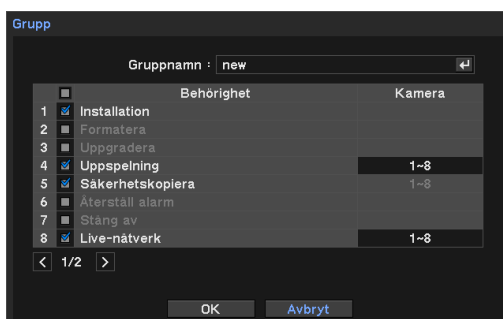 Grupp
Gruppnamn : new
Behörighet Kamera
1 Installation
2 Formatera
3 Uppgradera
4 Uppspelning 1~8
5 Säkerhetskopiera 1~8
6 Återställ alarm
7 Stäng av
8 Live-nätverk 1~8
< 1/2 >
OK Avbryt